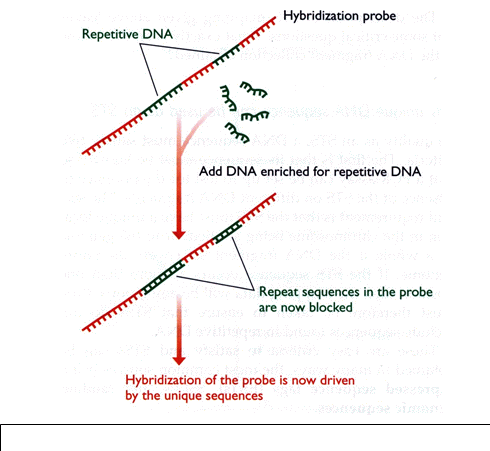 Hybridization probe
Repetitive DNA
Add DNA enriched for repetitive DNA
Repeat sequences in the probe
are now blocked
Hybridization of the probe is now driven
by the unique sequences